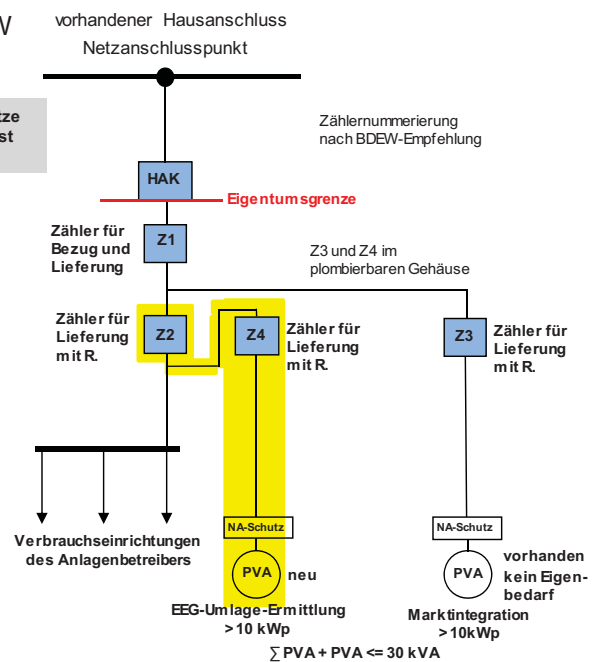 vorhandener Hausanschluss
Netzanschlusspunkt
Zählernummerierung
nach BDEW-Empfehlung
HAK
Eigentumsgrenze
Zähler für
Bezug und
Lieferung
Z1
Z3 und Z4 im
plombierbaren Gehäuse
Zähler für
Lieferung
mit R.
Z2
Z4
Zähler für
Lieferung
mit R.
Z3
Zähler für
Lieferung
mit R.
Verbrauchseinrichtungen
des Anlagenbetreibers
NA-Schutz
PVA
neu
EEG-Umlage-Ermittlung
> 10 kWp
NA-Schutz
PVA
vorhanden
kein Eigen-
bedarf
Marktintegration
> 10kWp
∑ PVA + PVA <= 30 kVA